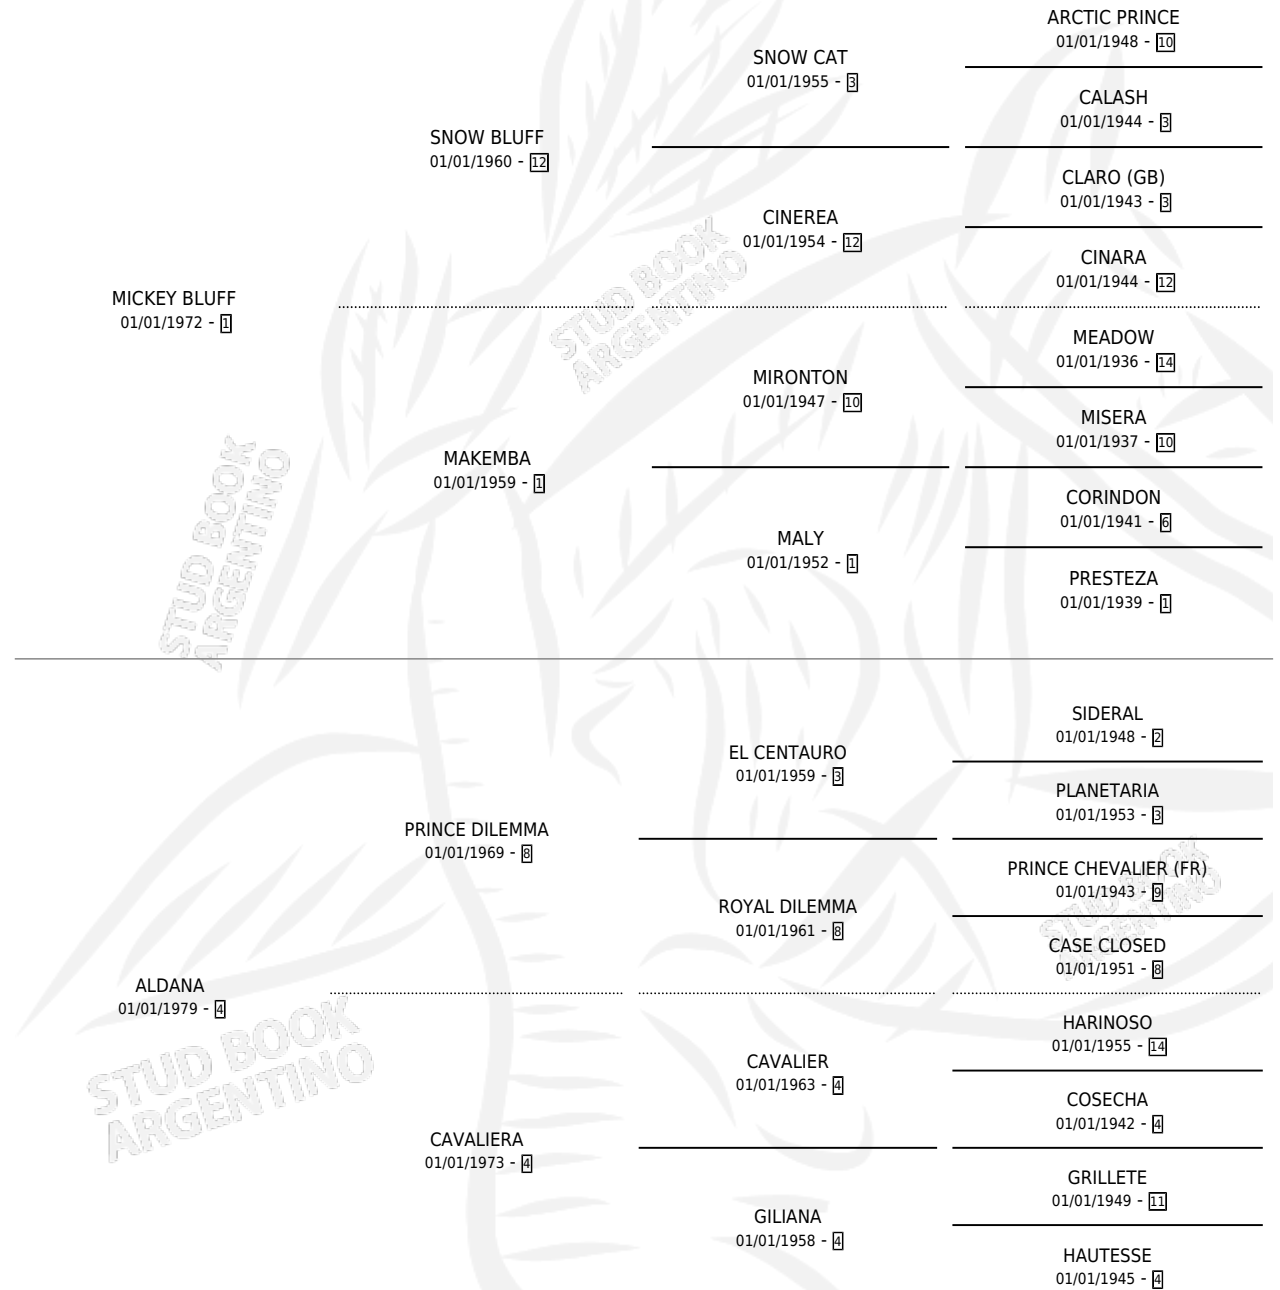 ARCTIC PRINCE
01/01/1948 - 10
SNOW CAT
01/01/1955 - 3
CALASH
01/01/1944 - 3
SNOW BLUFF
01/01/1960 - 12
CLARO (GB)
01/01/1943 - 3
CINEREA
01/01/1954 - 12
CINARA
01/01/1944 - 12
MICKEY BLUFF
01/01/1972 - 1
MEADOW
01/01/1936 - 14
MIRONTON
01/01/1947 - 10
MISERA
01/01/1937 - 10
MAKEMBA
01/01/1959 - 1
CORINDON
01/01/1941 - 6
MALY
01/01/1952 - 1
PRESTEZA
01/01/1939 - 1
STUD BOOK
ARGENTINO
STUD BOOK
ARGENTINO
SIDERAL
01/01/1948 - 2
EL CENTAURO
01/01/1959 - 3
PLANETARIA
01/01/1953 - 3
PRINCE DILEMMA
01/01/1969 - 8
PRINCE CHEVALIER (FR)
01/01/1943 - 9
ROYAL DILEMMA
01/01/1961 - 8
CASE CLOSED
01/01/1951 - 8
STUD BOOK
ARGENTINO
ALDANA
01/01/1979 - 4
HARINOSO
01/01/1955 - 14
CAVALIER
01/01/1963 - 4
COSECHA
01/01/1942 - 4
CAVALIERA
01/01/1973 - 4
GRILLETE
01/01/1949 - 11
GILIANA
01/01/1958 - 4
HAUTESSE
01/01/1945 - 4
STUD BOOK
ARGENTINO